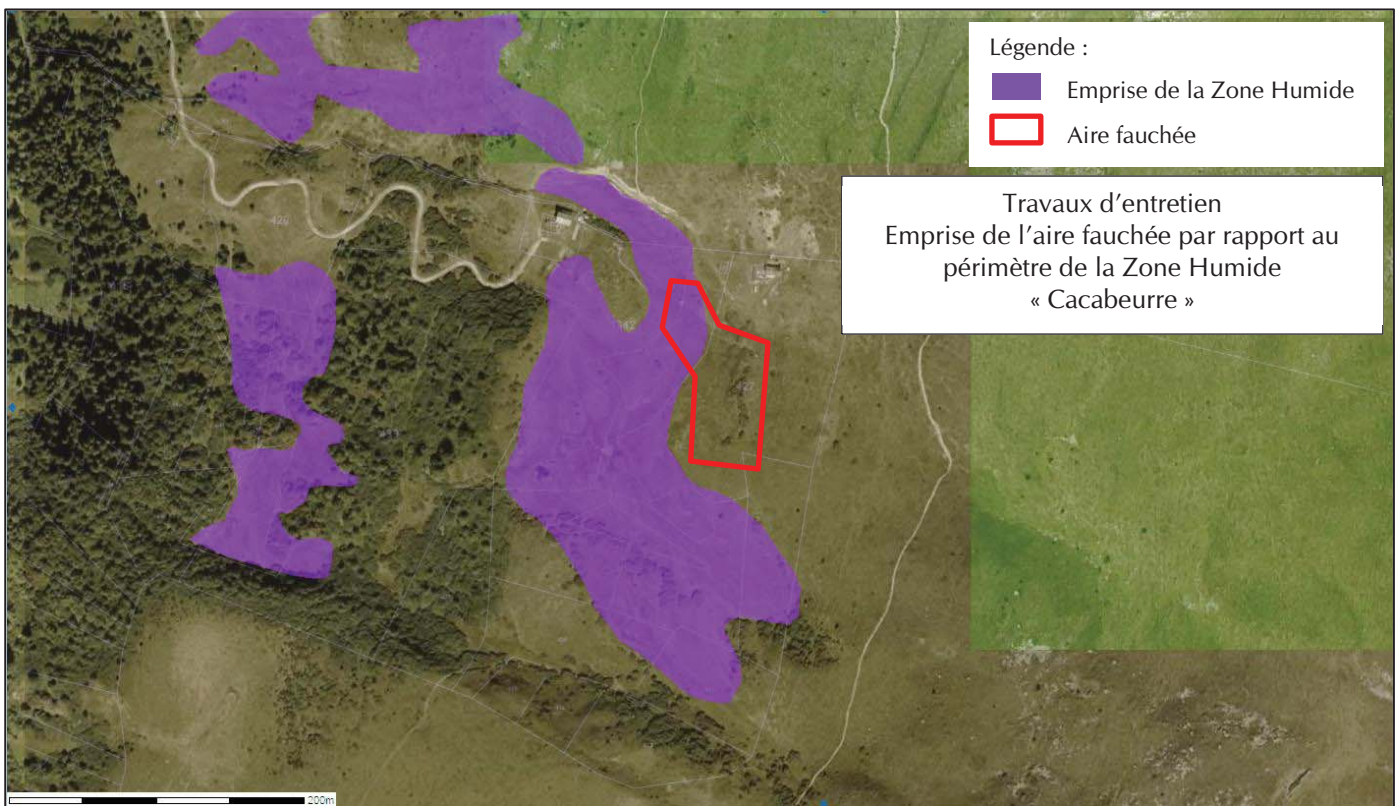 Légende :
Emprise de la Zone Humide
Aire fauchée
Travaux d’entretien
Emprise de l’aire fauchée par rapport au
périmètre de la Zone Humide
« Cacabeurre »
426
200m